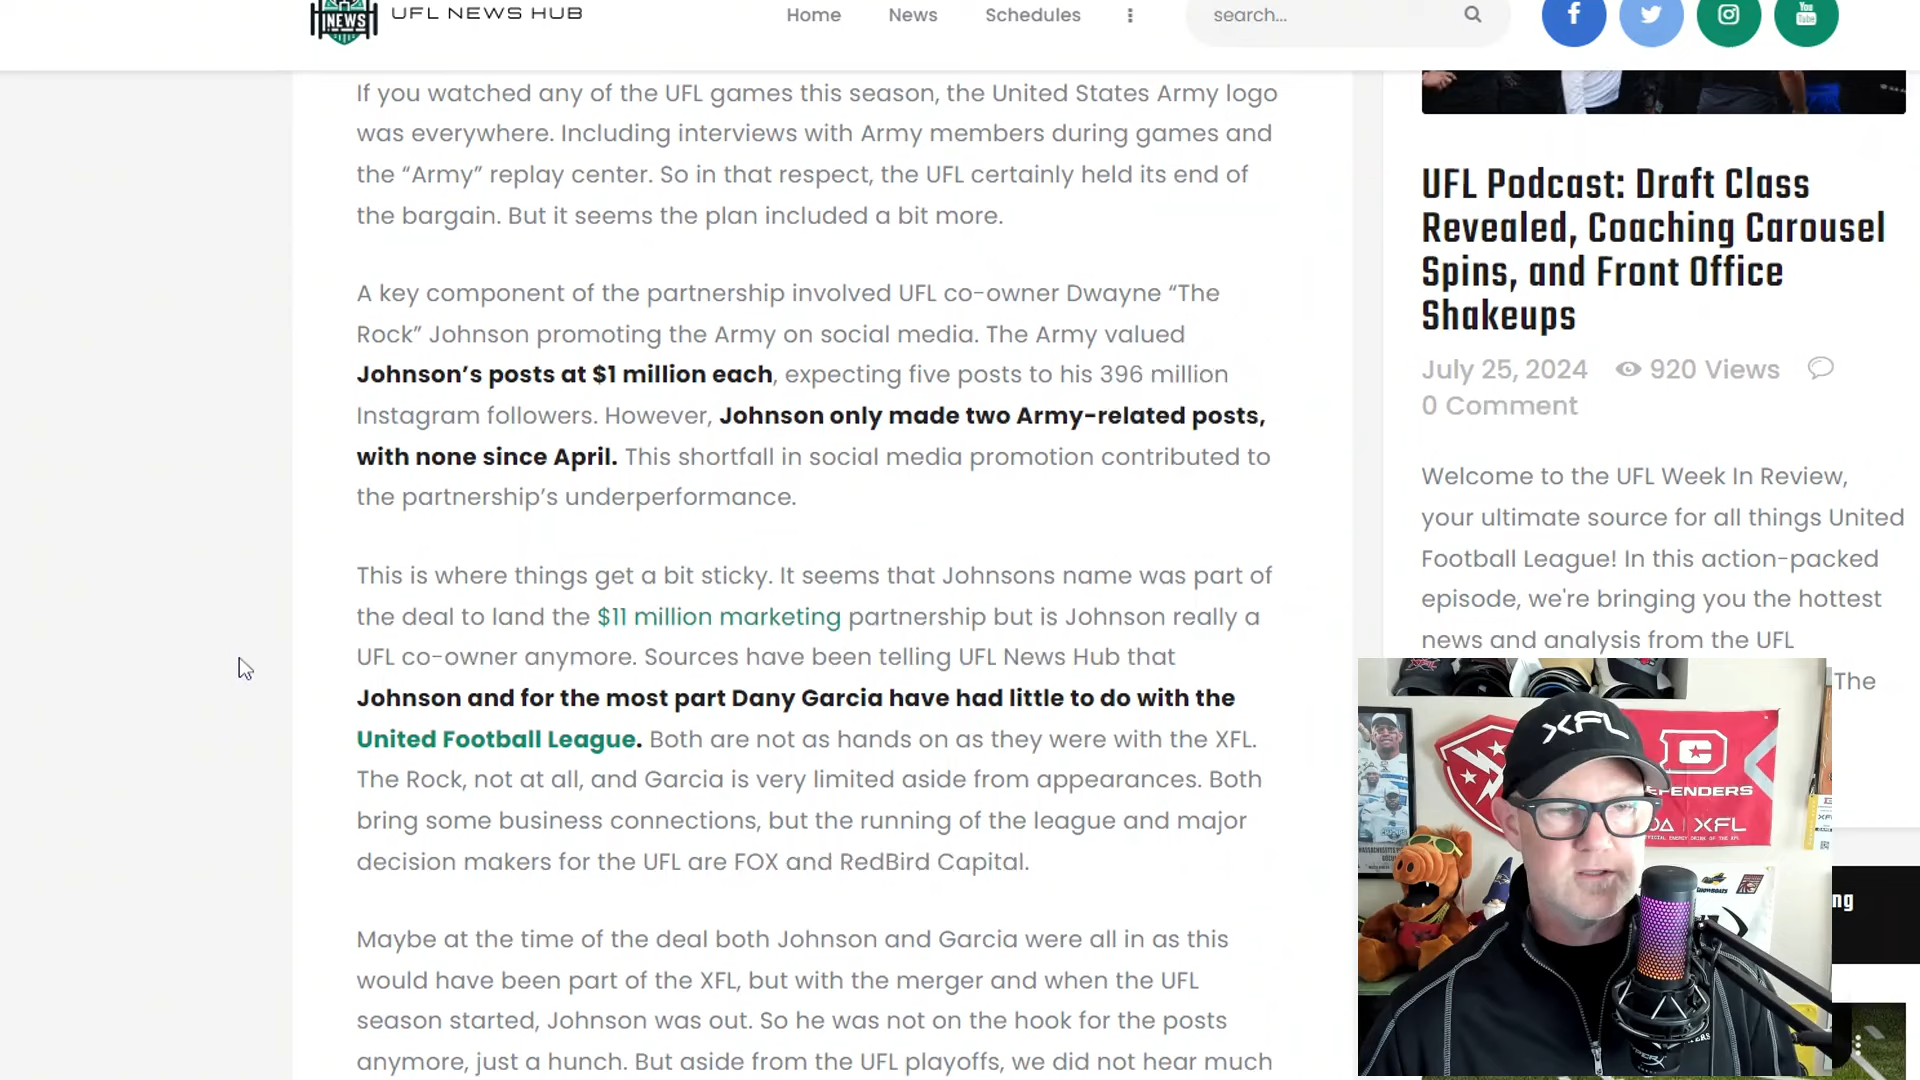 NEWS
UFL NEWS HUB
Home
News
Schedules
search...
You
Tube
If you watched any of the UFL games this season, the United States Army logo
was everywhere. Including interviews with Army members during games and
the “Army” replay center. So in that respect, the UFL certainly held its end of
the bargain. But it seems the plan included a bit more.
A key component of the partnership involved UFL co-owner Dwayne “The
Rock” Johnson promoting the Army on social media. The Army valued
Johnson’s posts at $1 million each, expecting five posts to his 396 million
Instagram followers. However, Johnson only made two Army-related posts,
with none since April. This shortfall in social media promotion contributed to
the partnership’s underperformance.
This is where things get a bit sticky. It seems that Johnsons name was part of
the deal to land the $11 million marketing partnership but is Johnson really a
UFL co-owner anymore. Sources have been telling UFL News Hub that
Johnson and for the most part Dany Garcia have had little to do with the
United Football League. Both are not as hands on as they were with the XFL.
The Rock, not at all, and Garcia is very limited aside from appearances. Both
bring some business connections, but the running of the league and major
decision makers for the UFL are FOX and RedBird Capital.
Maybe at the time of the deal both Johnson and Garcia were all in as this
would have been part of the XFL, but with the merger and when the UFL
season started, Johnson was out. So he was not on the hook for the posts
anymore, just a hunch. But aside from the UFL playoffs, we did not hear much
UFL Podcast: Draft Class
Revealed, Coaching Carousel
Spins, and Front Office
Shakeups
July 25, 2024
920 Views
0 Comment
Welcome to the UFL Week In Review,
your ultimate source for all things United
Football League! In this action-packed
episode, we're bringing you the hottest
news and analysis from the UFL
The
ng
XFL
EFENDERS
XFL